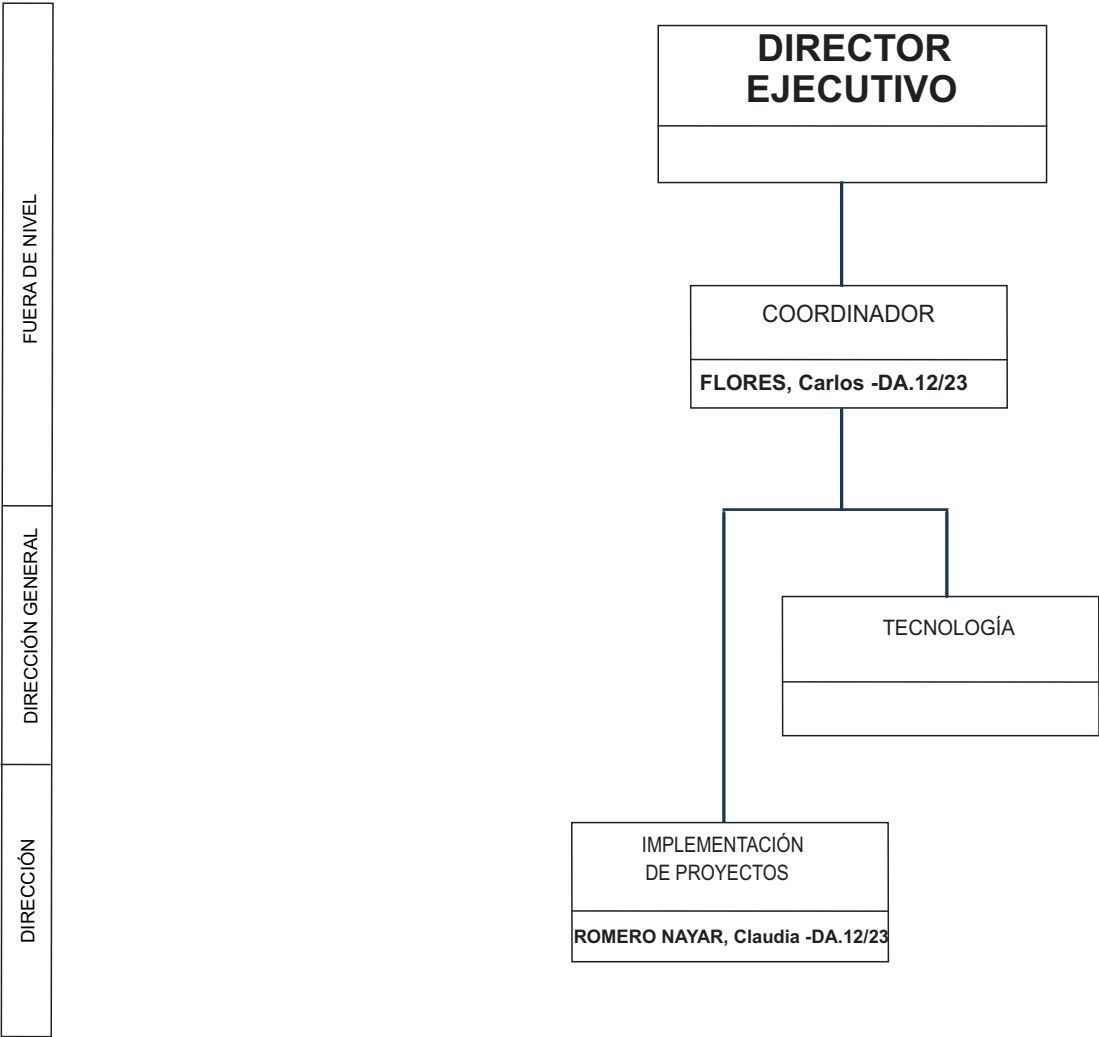 DIRECTOR
EJECUTIVO
FUERA DE NIVEL
COORDINADOR
FLORES, Carlos -DA.12/23
DIRECCIÓN GENERAL
TECNOLOGÍA
DIRECCIÓN
IMPLEMENTACIÓN
DE PROYECTOS
ROMERO NAYAR, Claudia -DA.12/23